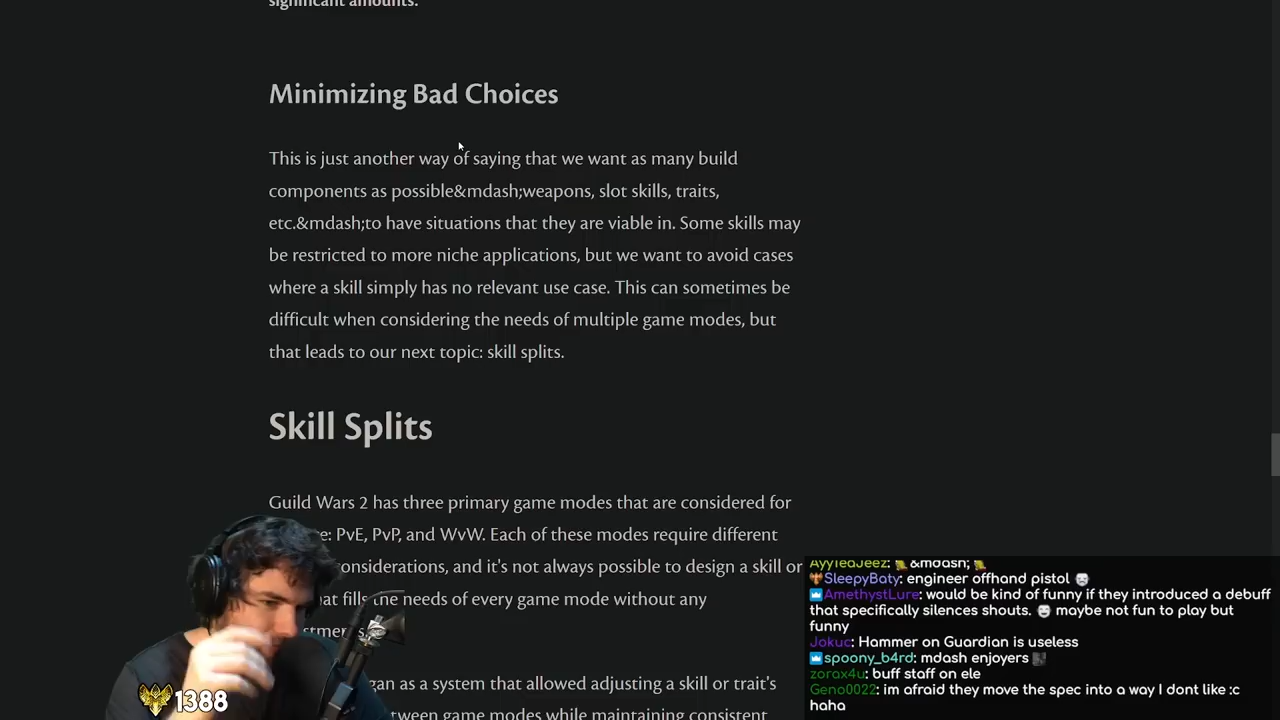 significant amounts.
Minimizing Bad Choices
This is just another way of saying that we want as many build
components as possible&mdash;weapons, slot skills, traits,
etc.&mdash;to have situations that they are viable in. Some skills may
be restricted to more niche applications, but we want to avoid cases
where a skill simply has no relevant use case. This can sometimes be
difficult when considering the needs of multiple game modes, but
that leads to our next topic: skill splits.
Skill Splits
Guild Wars 2 has three primary game modes that are considered for
PvE, PvP, and WvW. Each of these modes require different
considerations, and it's not always possible to design a skill or
that fills the needs of every game mode without any
as a system that allowed adjusting a skill or trait's
between game modes while maintaining consistent
1388
AyyTedJeez: &mdash;
SleepyBaty: engineer offhand pistol
AmethystLure: would be kind of funny if they introduced a debuff
that specifically silences shouts. maybe not fun to play but
funny
Jokuc: Hammer on Guardian is useless
spoony_b4rd: mdash enjoyers
zorax4u: buff staff on ele
Geno0022: im afraid they move the spec into a way I dont like :c
haha